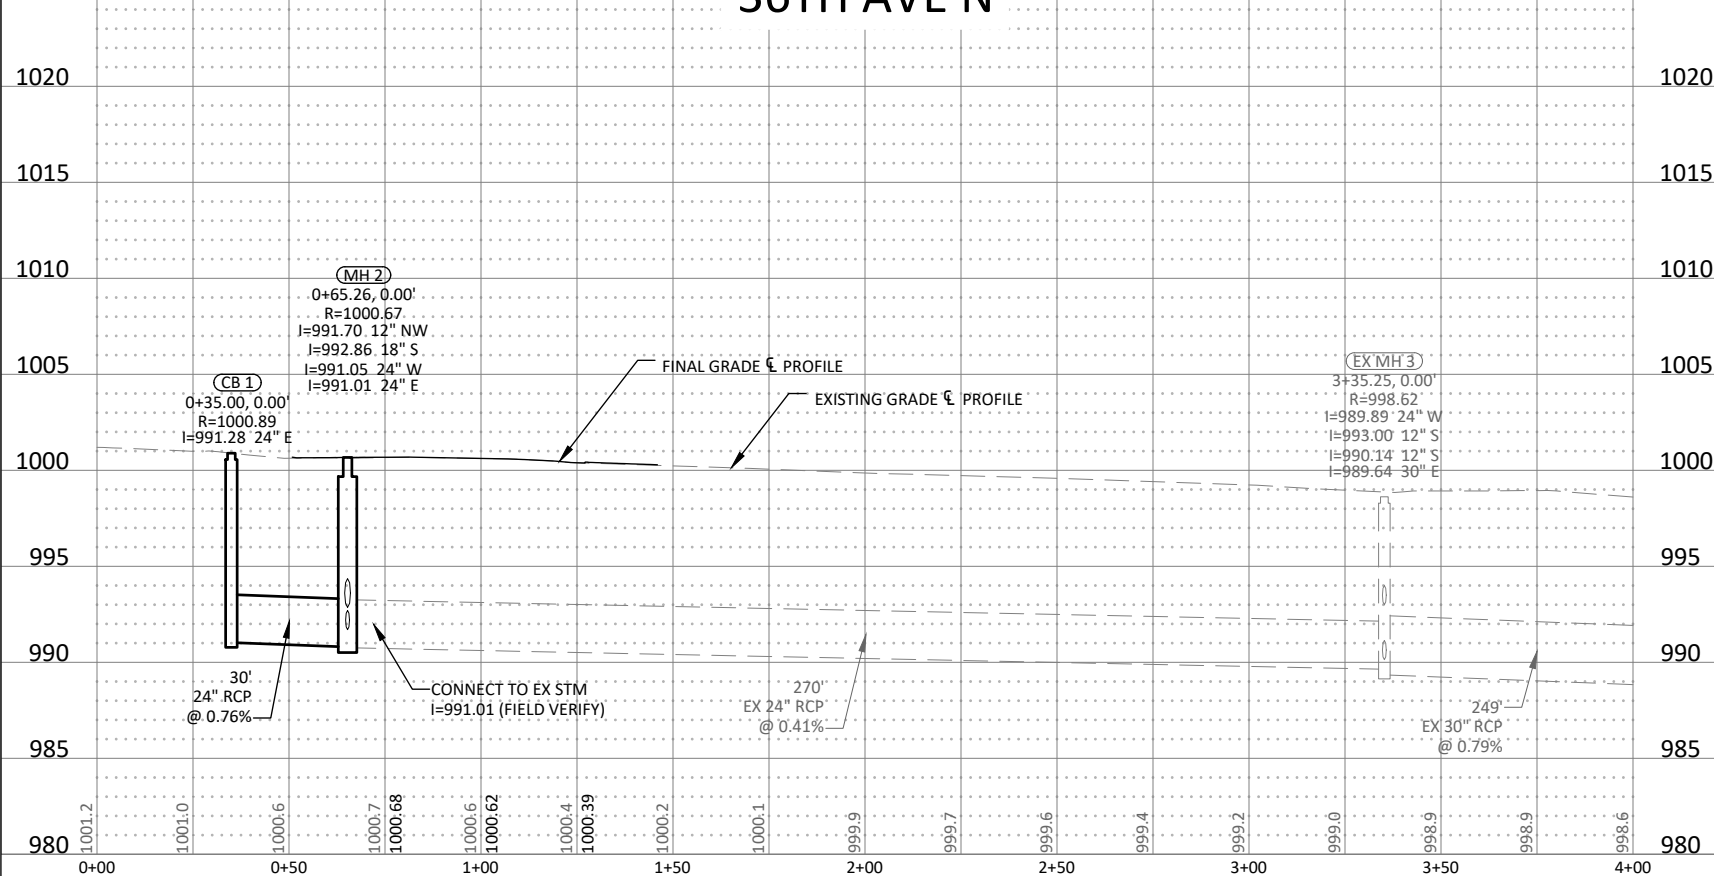 1020 1020
1015 1015
1010 1010
1005 1005
1000 1000
995 995
990 990
985 985
980 980
MH 2
0+65.26, 0.00'
R=1000.67
I=991.70 12" NW
I=992.86 18" S
I=991.05 24" W
I=991.01 24" E
CB 1
0+35.00, 0.00'
R=1000.89
I=991.28 24" E
FINAL GRADE ℄ PROFILE
EXISTING GRADE ℄ PROFILE
EX MH 3
3+35.25, 0.00'
R=998.62
I=989.89 24" W
I=993.00 12" S
I=990.14 12" S
I=989.64 30" E
30'
24" RCP
@ 0.76%
CONNECT TO EX STM
I=991.01 (FIELD VERIFY)
270'
EX 24" RCP
@ 0.41%
249'
EX 30" RCP
@ 0.79%
1001.2
1001.0
1000.6
1000.7
1000.68
1000.6
1000.62
1000.4
1000.39
1000.2
1000.1
999.9
999.7
999.6
999.4
999.2
999.0
998.9
998.9
998.6
0+00 0+50 1+00 1+50 2+00 2+50 3+00 3+50 4+00